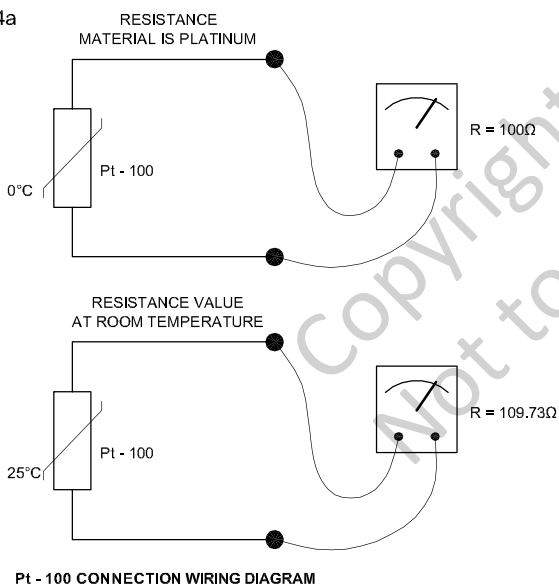 4a
RESISTANCE
MATERIAL IS PLATINUM
R = 100Ω
Pt - 100
0°C
RESISTANCE VALUE
AT ROOM TEMPERATURE
R = 109.73Ω
Pt - 100
25°C
Pt - 100 CONNECTION WIRING DIAGRAM
Copyright
Not to